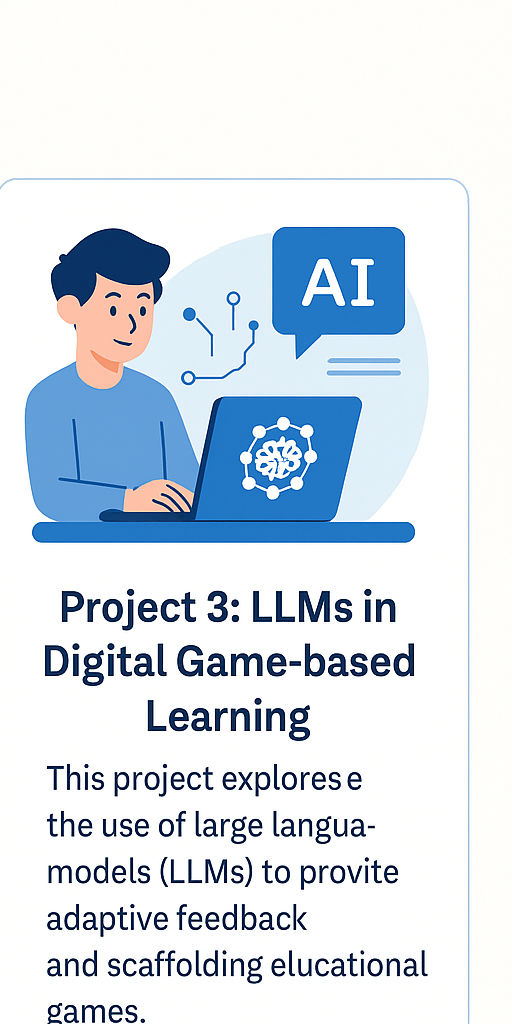 AI
Project 3: LLMs in
Digital Game-based
Learning
This project explores e
the use of large langua-
models (LLMs) to provite
adaptive feedback
and scaffolding elucational
games.